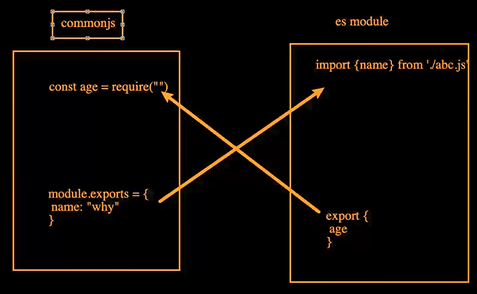 commonjs
const age = require("")
module.exports = {
name: "why"
}
es module
import {name} from './abc.js'
export {
age
}